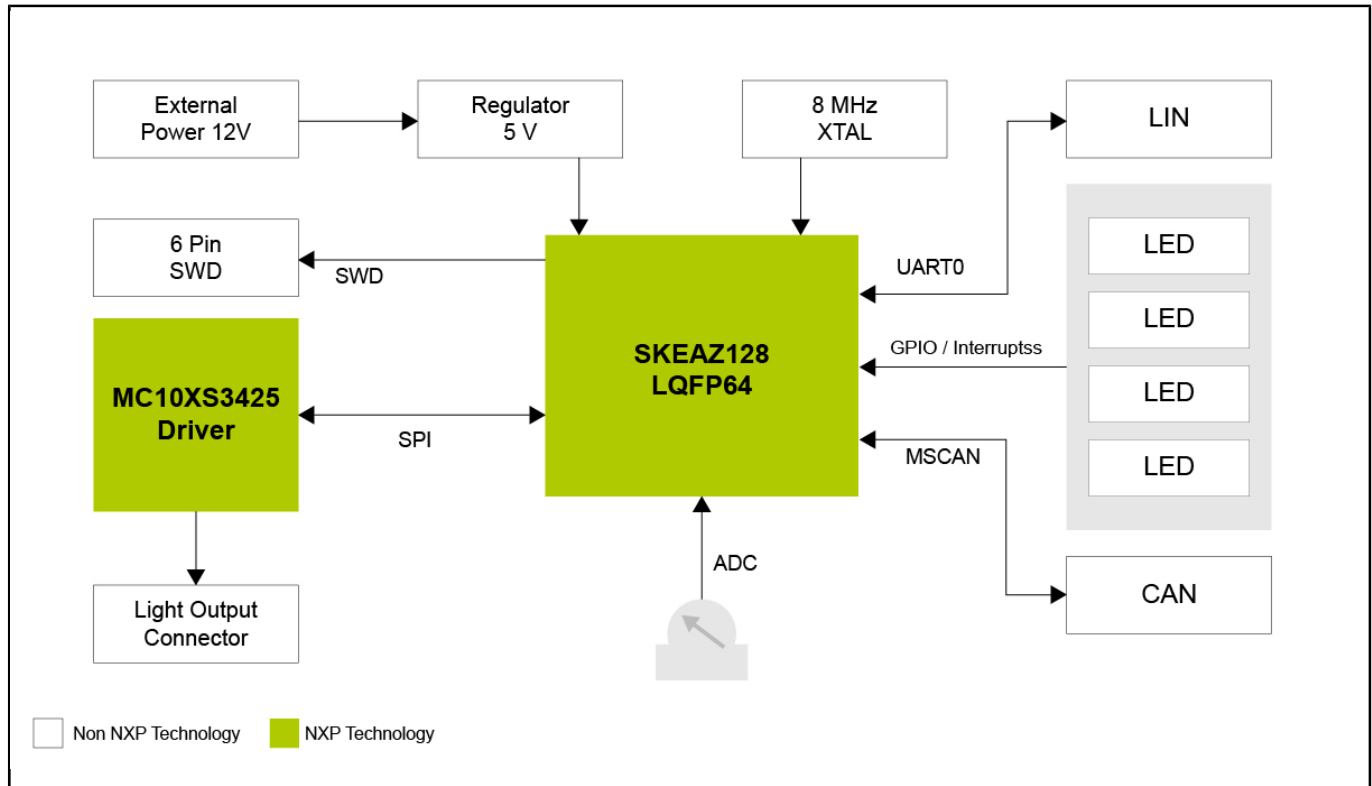 External
Power 12V
Regulator
5 V
8 MHz
XTAL
LIN
6 Pin
SWD
SWD
UART0
LED
LED
LED
LED
GPIO / Interruptss
SKEAZ128
LQFP64
MC10XS3425
Driver
SPI
MSCAN
ADC
Light Output
Connector
CAN
Non NXP Technology
NXP Technology